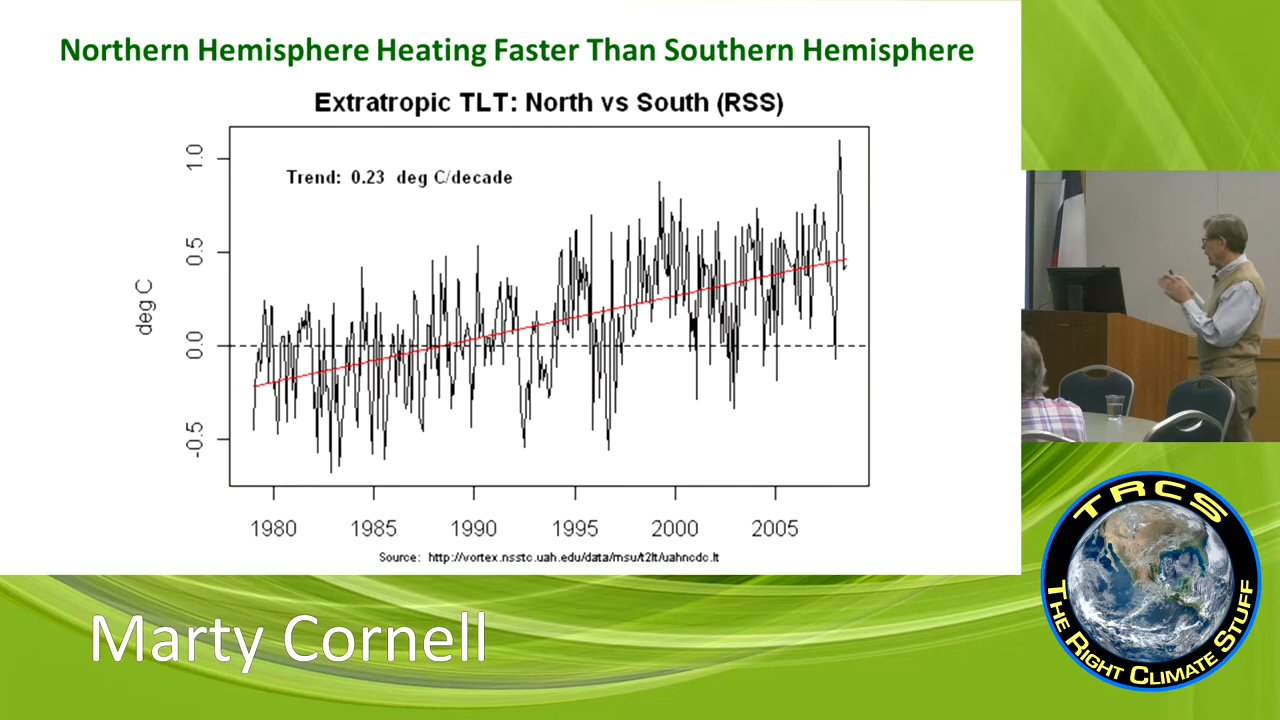 Northern Hemisphere Heating Faster Than Southern Hemisphere
Extratropic TLT: North vs South (RSS)
Trend: 0.23 deg C/decade
deg C
1.0
0.5
0.0
-0.5
1980 1985 1990 1995 2000 2005
Source: http://vortex.nsstc.uah.edu/data/msu/t2lt/uahncdc.lt
Marty Cornell
TRCS
THE RIGHT CLIMATE STUFF